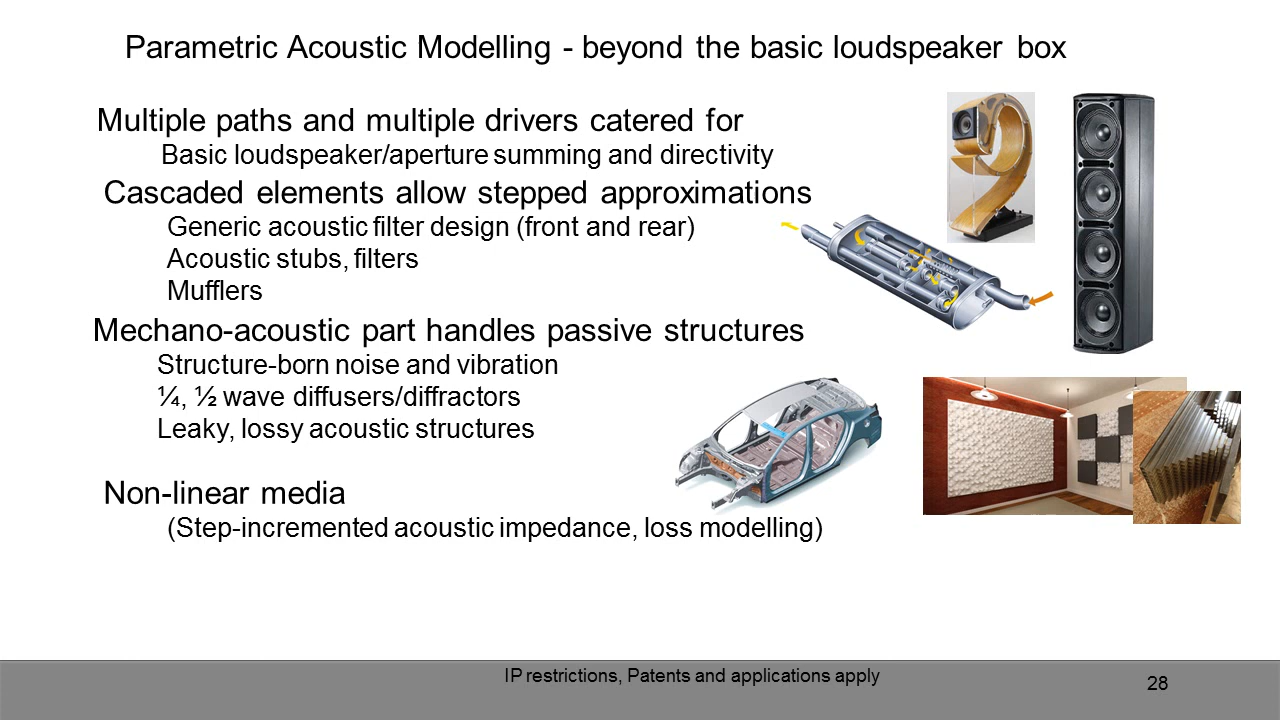 Parametric Acoustic Modelling - beyond the basic loudspeaker box
Multiple paths and multiple drivers catered for
Basic loudspeaker/aperture summing and directivity
Cascaded elements allow stepped approximations
Generic acoustic filter design (front and rear)
Acoustic stubs, filters
Mufflers
Mechano-acoustic part handles passive structures
Structure-born noise and vibration
¼, ½ wave diffusers/diffractors
Leaky, lossy acoustic structures
Non-linear media
(Step-incremented acoustic impedance, loss modelling)
IP restrictions, Patents and applications apply
28